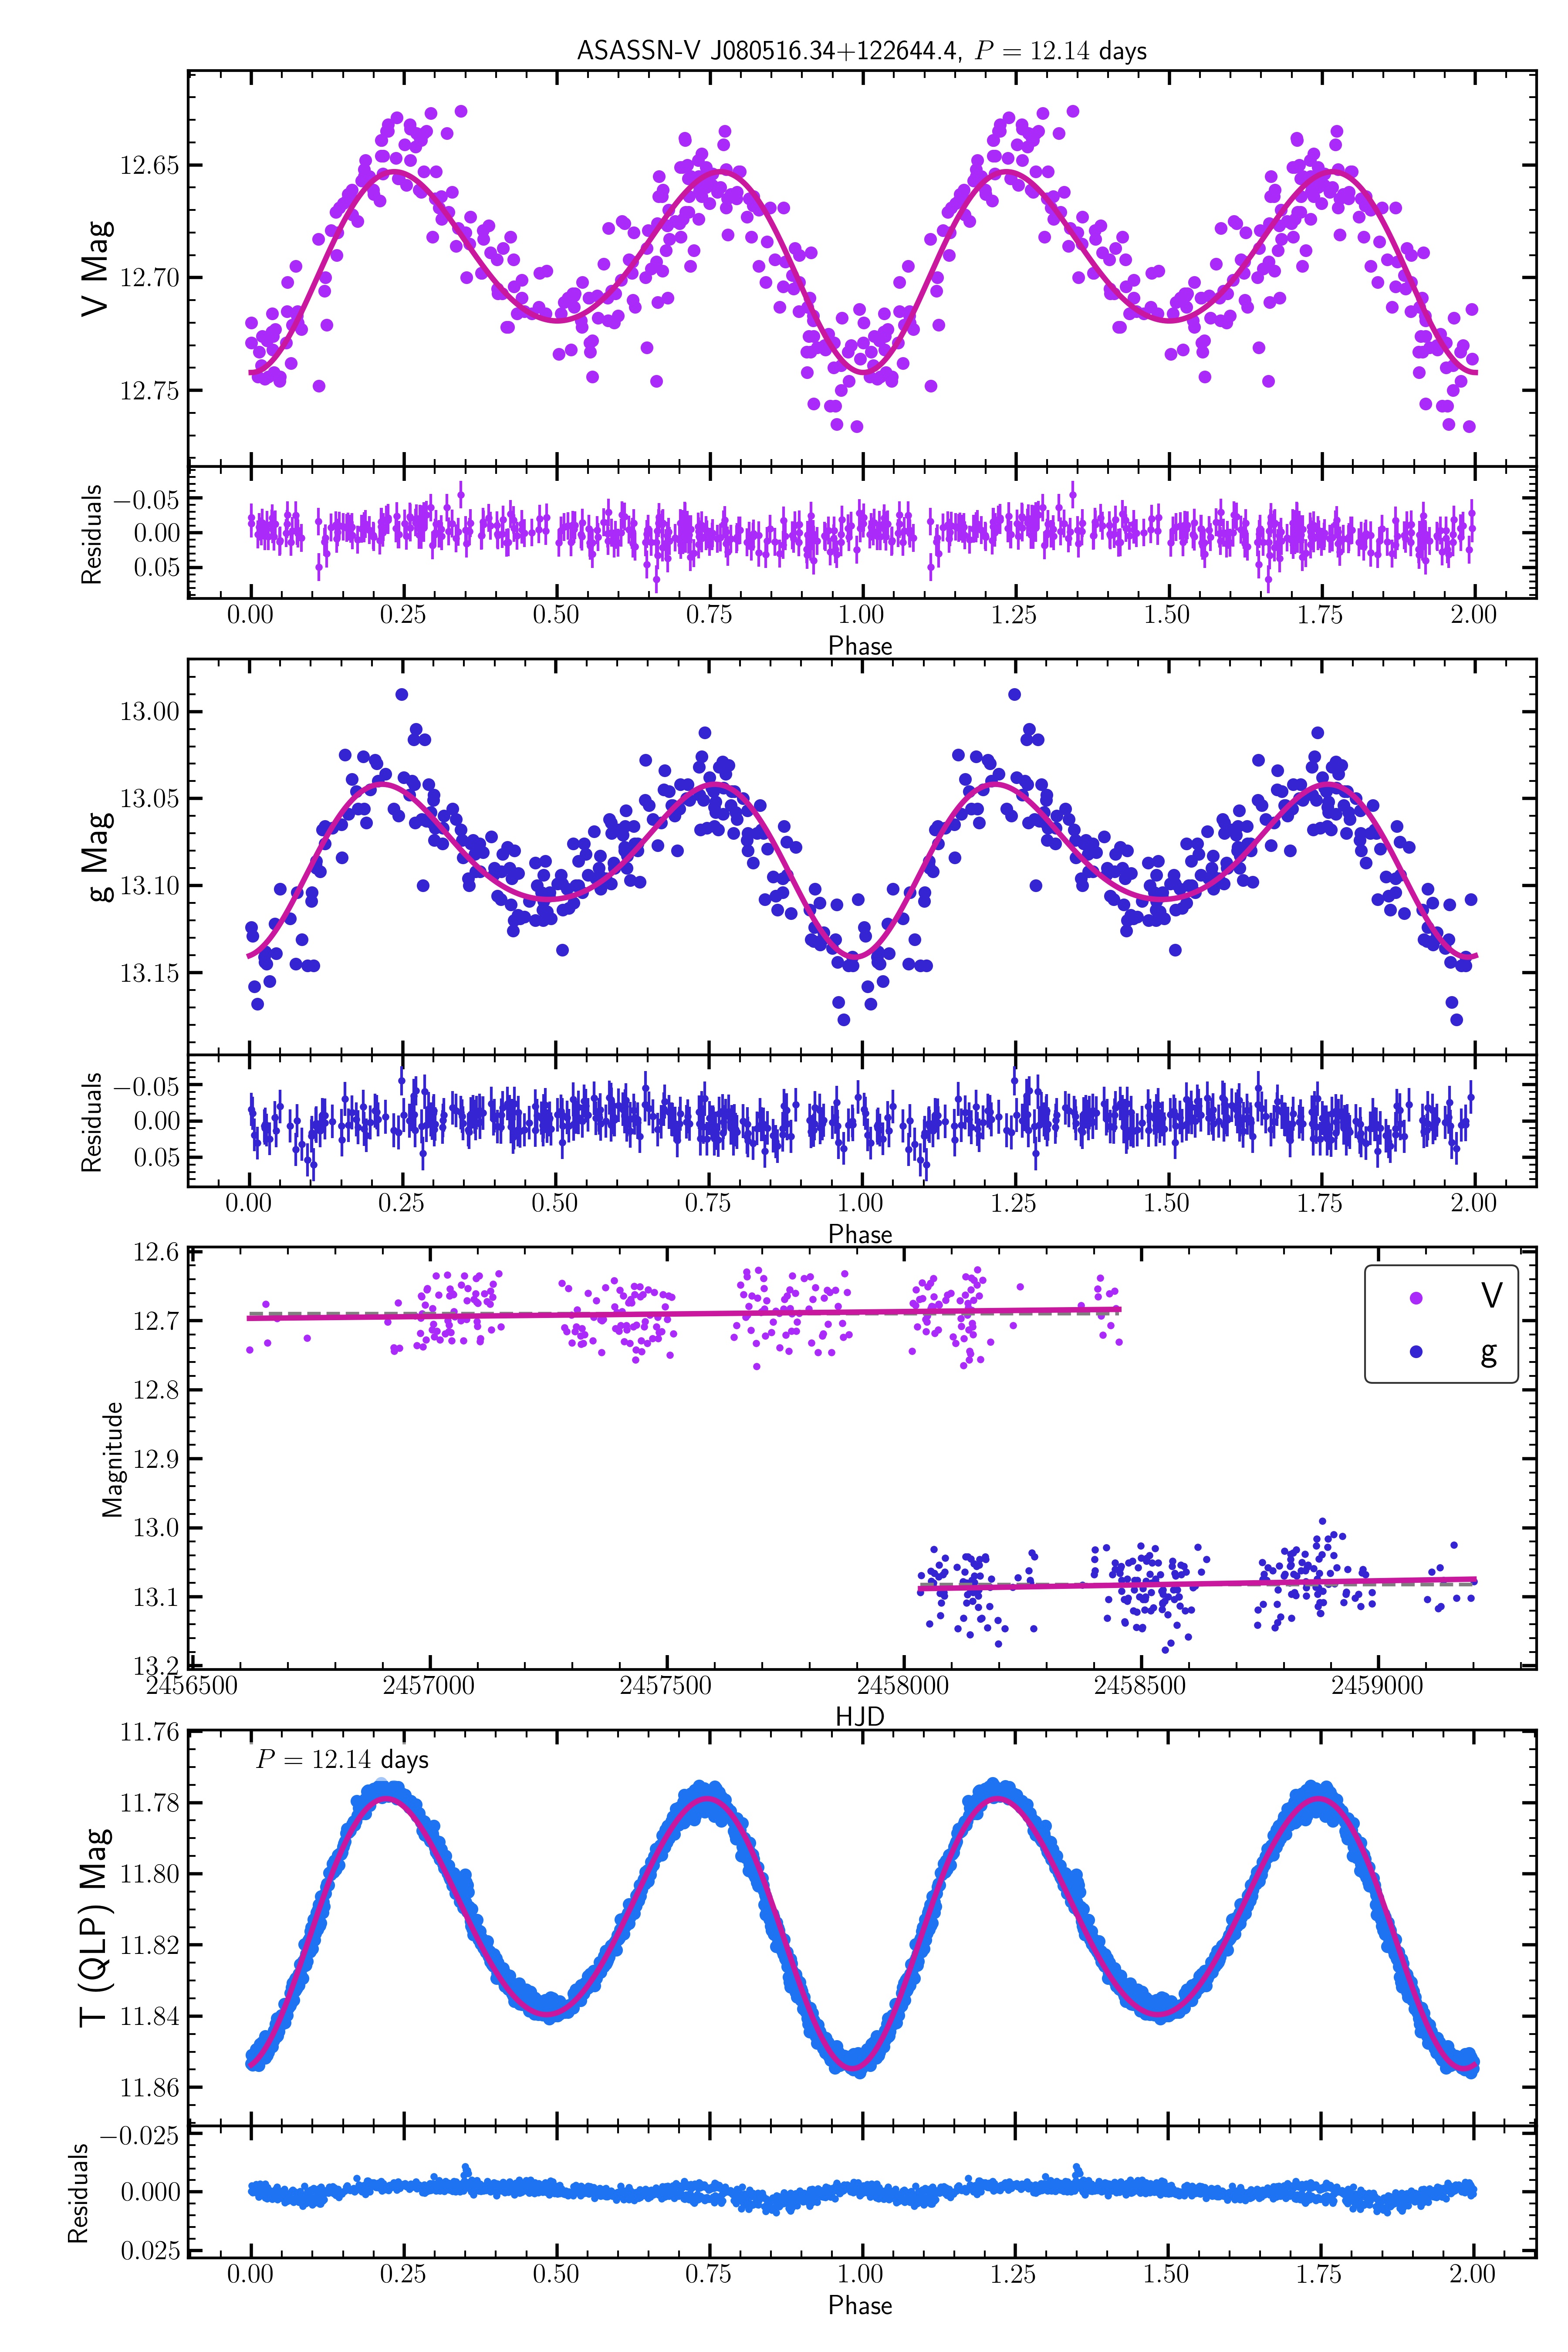 ASASSN-V J080516.34+122644.4, P = 12.14 days
V Mag
12.65
12.70
12.75
Residuals
−0.05
0.00
0.05
0.00 0.25 0.50 0.75 1.00 1.25 1.50 1.75 2.00
Phase
g Mag
13.00
13.05
13.10
13.15
Residuals
−0.05
0.00
0.05
0.00 0.25 0.50 0.75 1.00 1.25 1.50 1.75 2.00
Phase
Magnitude
12.6
12.7
12.8
12.9
13.0
13.1
13.2
V
g
2456500 2457000 2457500 2458000 2458500 2459000
HJD
T (QLP) Mag
P = 12.14 days
11.76
11.78
11.80
11.82
11.84
11.86
Residuals
−0.025
0.000
0.025
0.00 0.25 0.50 0.75 1.00 1.25 1.50 1.75 2.00
Phase